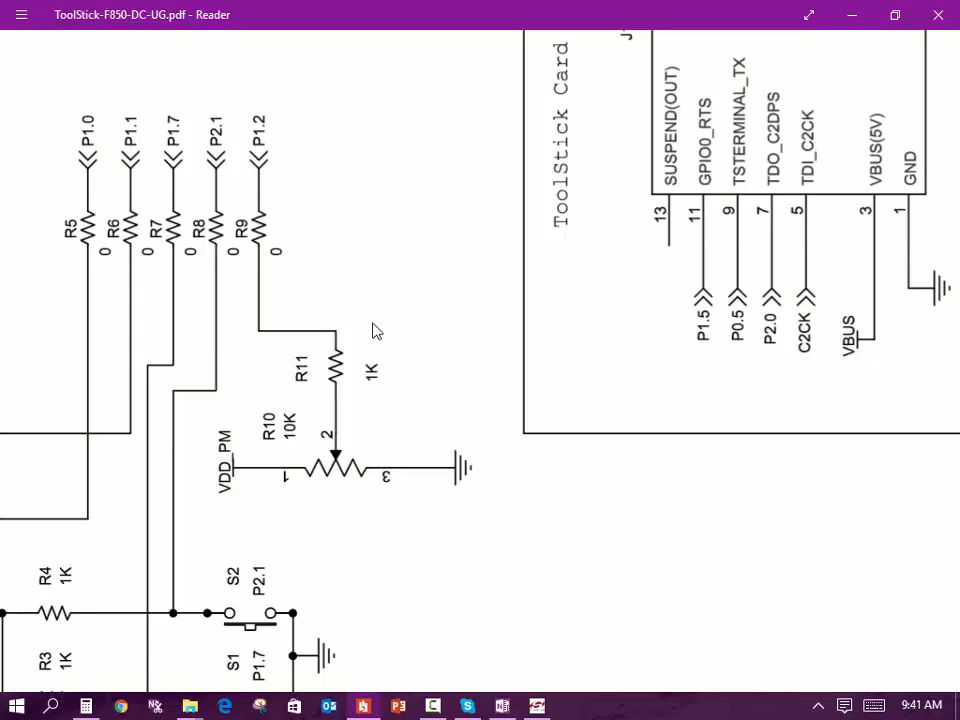 ToolStick-F850-DC-UG.pdf - Reader
P1.0
P1.1
P1.7
P2.1
P1.2
R5
0
R6
0
R7
0
R8
0
R9
0
R11
1K
R10
10K
2
VDD_PM
1
3
R4
1K
S2
P2.1
R3
1K
S1
P1.7
ToolStick Card
SUSPEND(OUT)
GPIO0_RTS
TSTERMINAL_TX
TDO_C2DPS
TDI_C2CK
VBUS(5V)
GND
13
11
9
7
5
3
1
P1.5
P0.5
P2.0
C2CK
VBUS
9:41 AM